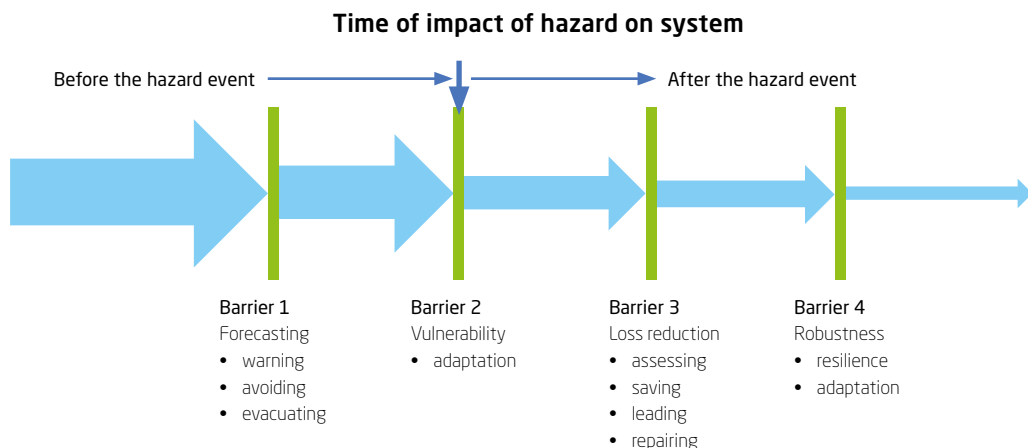 Time of impact of hazard on system
Before the hazard event
After the hazard event
Barrier 1
Forecasting
• warning
• avoiding
• evacuating
Barrier 2
Vulnerability
• adaptation
Barrier 3
Loss reduction
• assessing
• saving
• leading
• repairing
Barrier 4
Robustness
• resilience
• adaptation